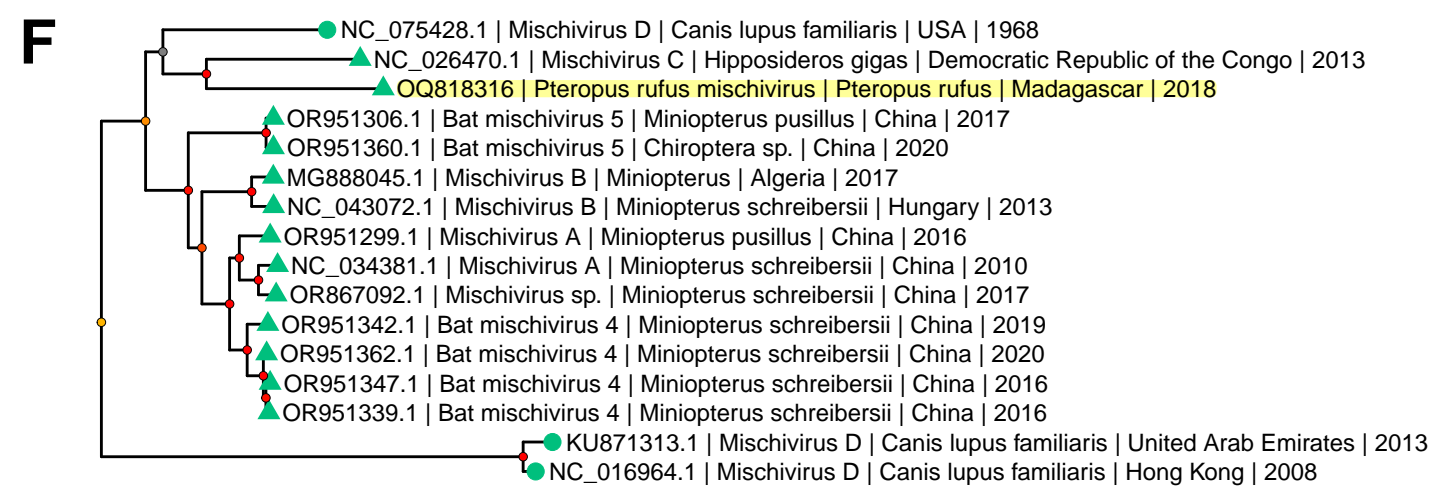 F
NC_075428.1 | Mischivirus D | Canis lupus familiaris | USA | 1968
NC_026470.1 | Mischivirus C | Hipposideros gigas | Democratic Republic of the Congo | 2013
OQ818316 | Pteropus rufus mischivirus | Pteropus rufus | Madagascar | 2018
OR951306.1 | Bat mischivirus 5 | Miniopterus pusillus | China | 2017
OR951360.1 | Bat mischivirus 5 | Chiroptera sp. | China | 2020
MG888045.1 | Mischivirus B | Miniopterus | Algeria | 2017
NC_043072.1 | Mischivirus B | Miniopterus schreibersii | Hungary | 2013
OR951299.1 | Mischivirus A | Miniopterus pusillus | China | 2016
NC_034381.1 | Mischivirus A | Miniopterus schreibersii | China | 2010
OR867092.1 | Mischivirus sp. | Miniopterus schreibersii | China | 2017
OR951342.1 | Bat mischivirus 4 | Miniopterus schreibersii | China | 2019
OR951362.1 | Bat mischivirus 4 | Miniopterus schreibersii | China | 2020
OR951347.1 | Bat mischivirus 4 | Miniopterus schreibersii | China | 2016
OR951339.1 | Bat mischivirus 4 | Miniopterus schreibersii | China | 2016
KU871313.1 | Mischivirus D | Canis lupus familiaris | United Arab Emirates | 2013
NC_016964.1 | Mischivirus D | Canis lupus familiaris | Hong Kong | 2008